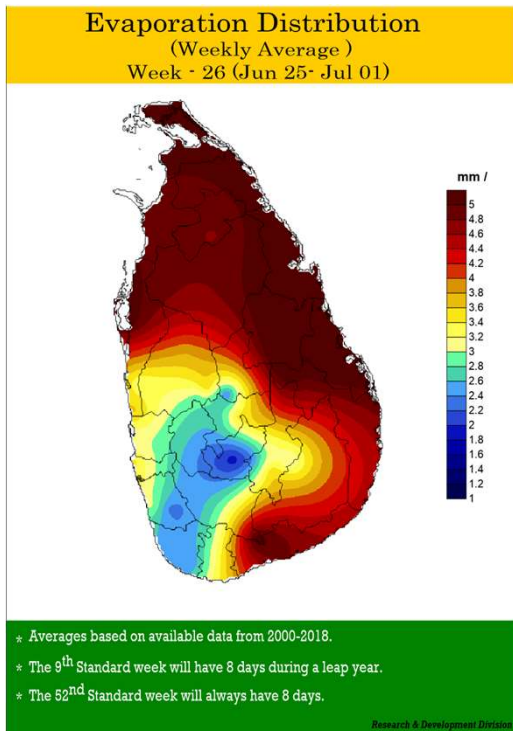 Evaporation Distribution
(Weekly Average )
Week - 26 (Jun 25- Jul 01)
mm /
5
4.8
4.6
4.4
4.2
4
3.8
3.6
3.4
3.2
3
2.8
2.6
2.4
2.2
2
1.8
1.6
1.4
1.2
1
* Averages based on available data from 2000-2018.
* The 9th Standard week will have 8 days during a leap year.
* The 52nd Standard week will always have 8 days.
Research & Development Division